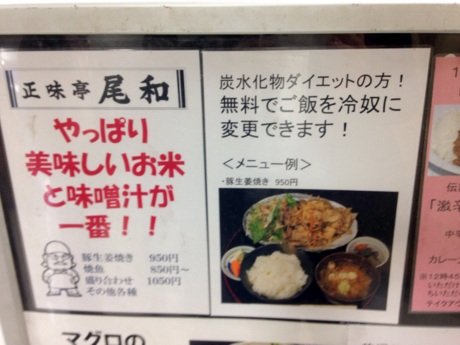 正味亭 尾和
やっぱり
美味しいお米
と味噌汁が
一番！！
豚生姜焼き 950円
焼魚 850円～
盛り合わせ 1050円
その他各種
炭水化物ダイエットの方！
無料でご飯を冷奴に
変更できます！
＜メニュー例＞
・豚生姜焼き 950円
「激辛
カレー
マグロの